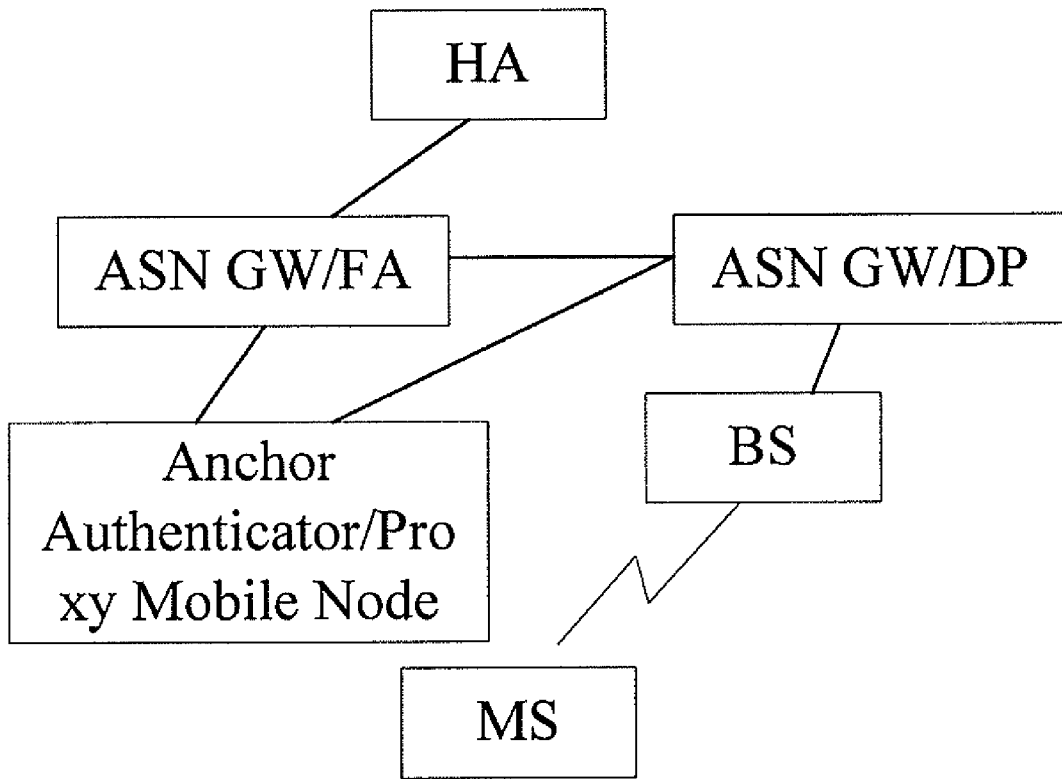 HA
ASN GW/FA
ASN GW/DP
Anchor
Authenticator/Pro
xy Mobile Node
BS
MS